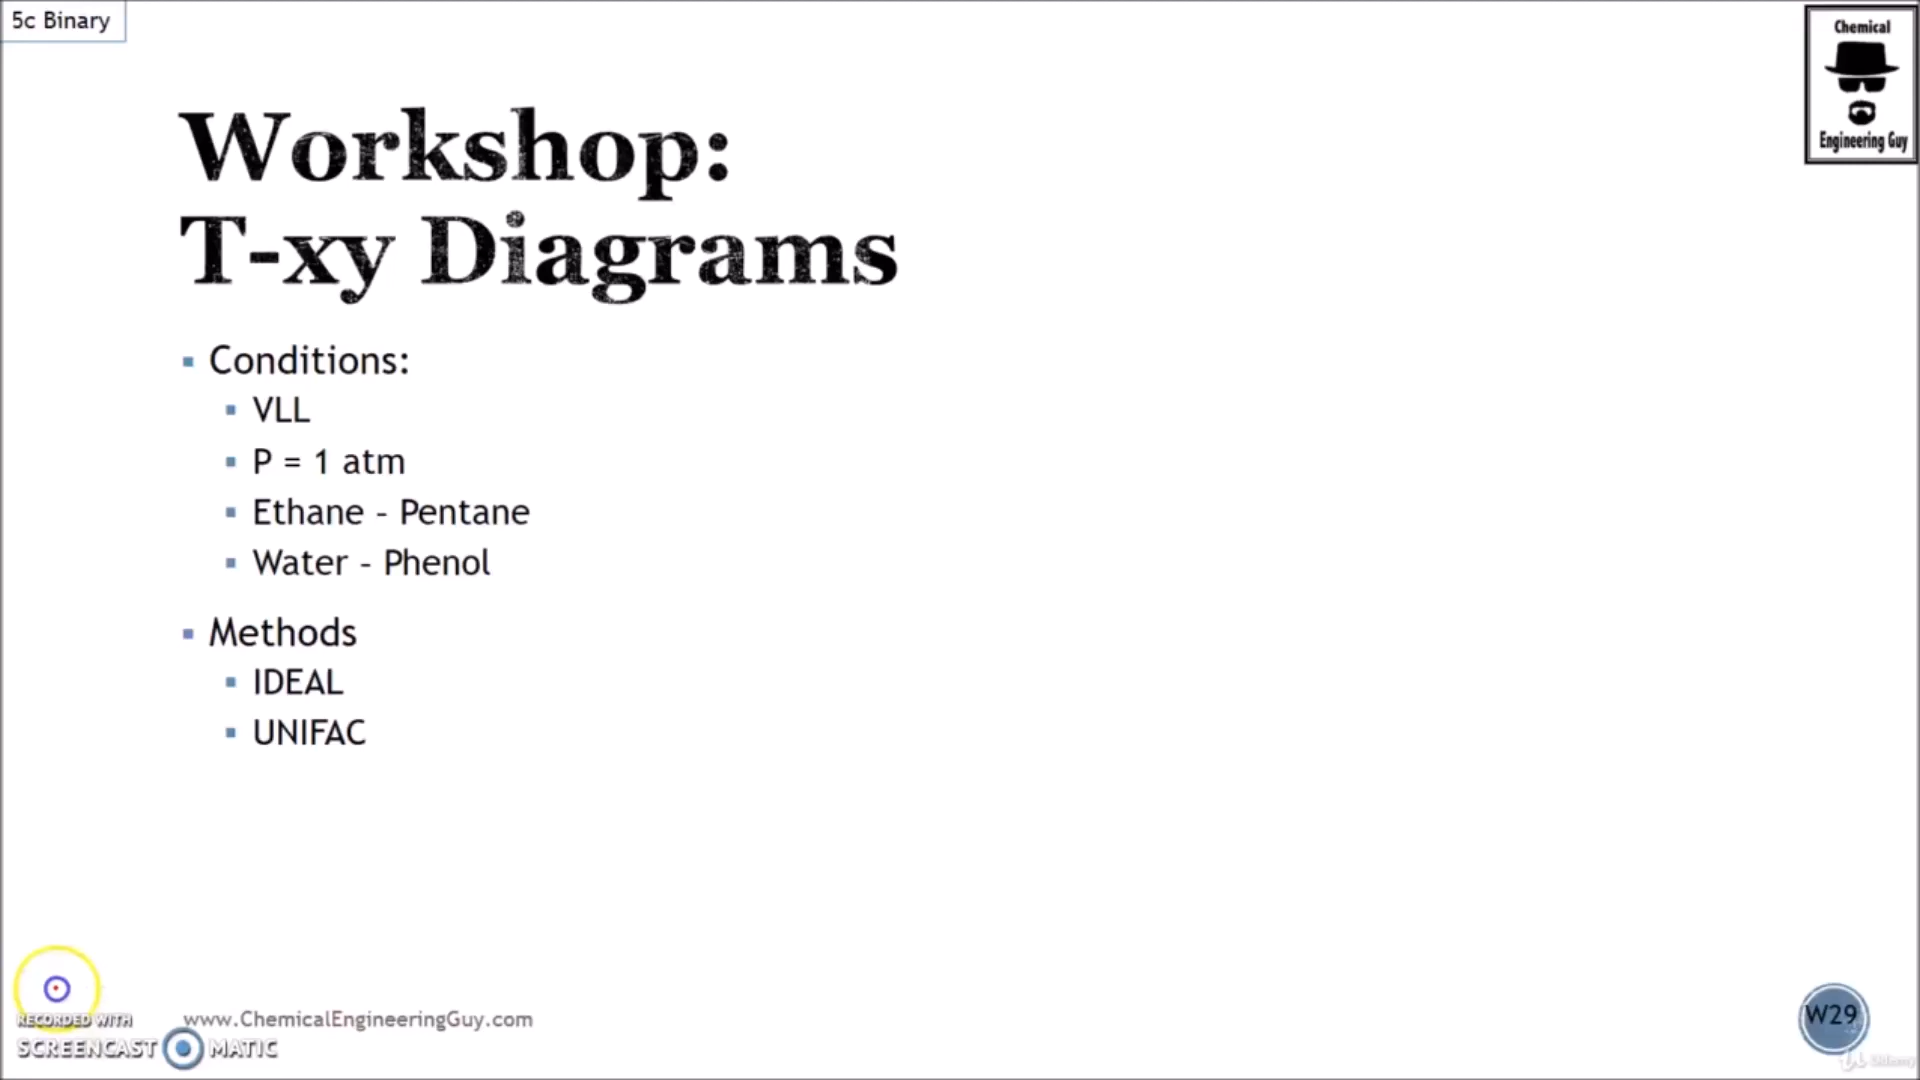 5c Binary
Chemical
Engineering Guy
Workshop:
T-xy Diagrams
Conditions:
VLL
P = 1 atm
Ethane - Pentane
Water - Phenol
Methods
IDEAL
UNIFAC
RECORDED WITH
SCREENCAST MATIC
www.ChemicalEngineeringGuy.com
W29
Udemy